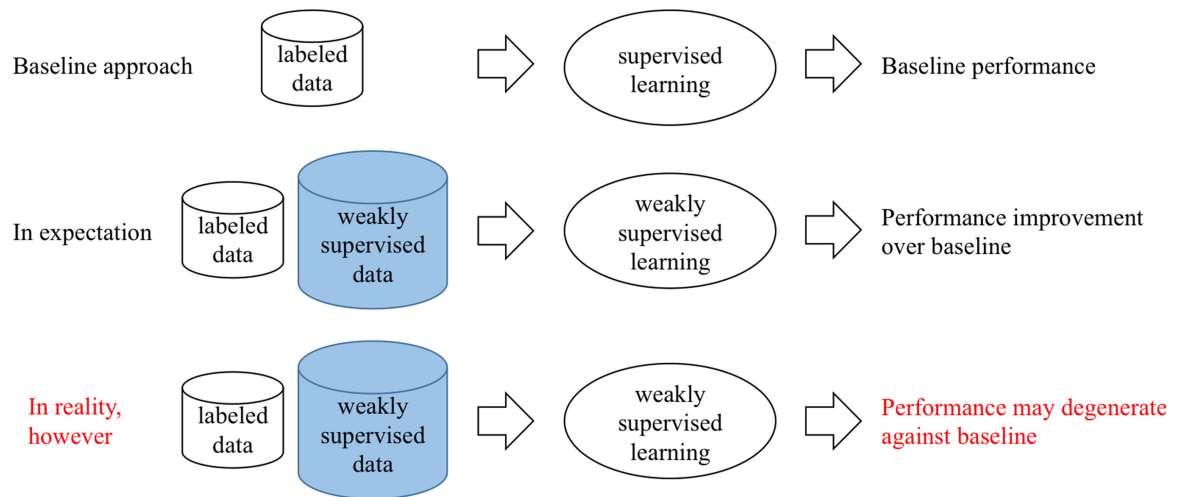 Baseline approach
labeled
data
supervised
learning
Baseline performance
In expectation
labeled
data
weakly
supervised
data
weakly
supervised
learning
Performance improvement
over baseline
In reality,
however
labeled
data
weakly
supervised
data
weakly
supervised
learning
Performance may degenerate
against baseline